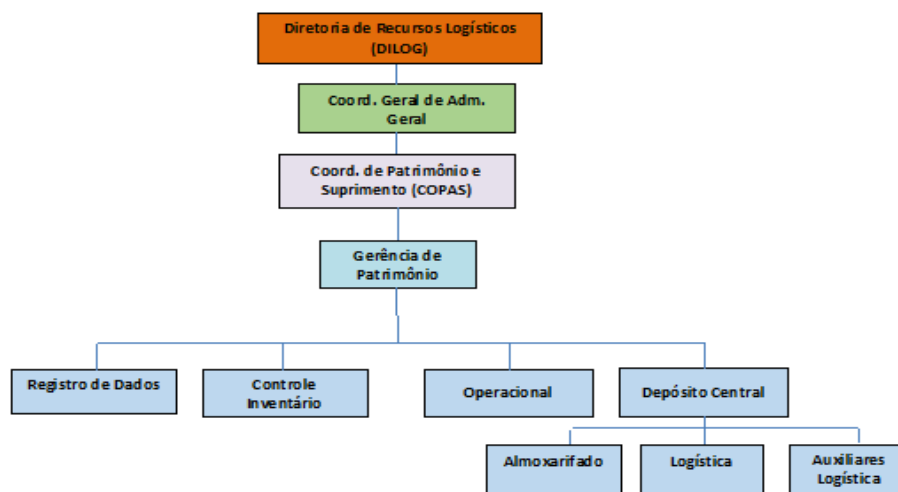 Diretoria de Recursos Logísticos
(DILOG)
Coord. Geral de Adm.
Geral
Coord. de Patrimônio e
Suprimento (COPAS)
Gerência de
Patrimônio
Registro de Dados
Controle
Inventário
Operacional
Depósito Central
Almoxarifado
Logística
Auxiliares
Logística